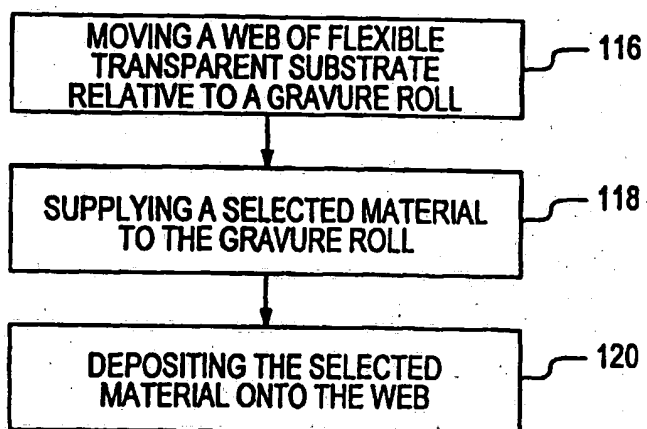 MOVING A WEB OF FLEXIBLE
TRANSPARENT SUBSTRATE
RELATIVE TO A GRAVURE ROLL
116
SUPPLYING A SELECTED MATERIAL
TO THE GRAVURE ROLL
118
DEPOSITING THE SELECTED
MATERIAL ONTO THE WEB
120